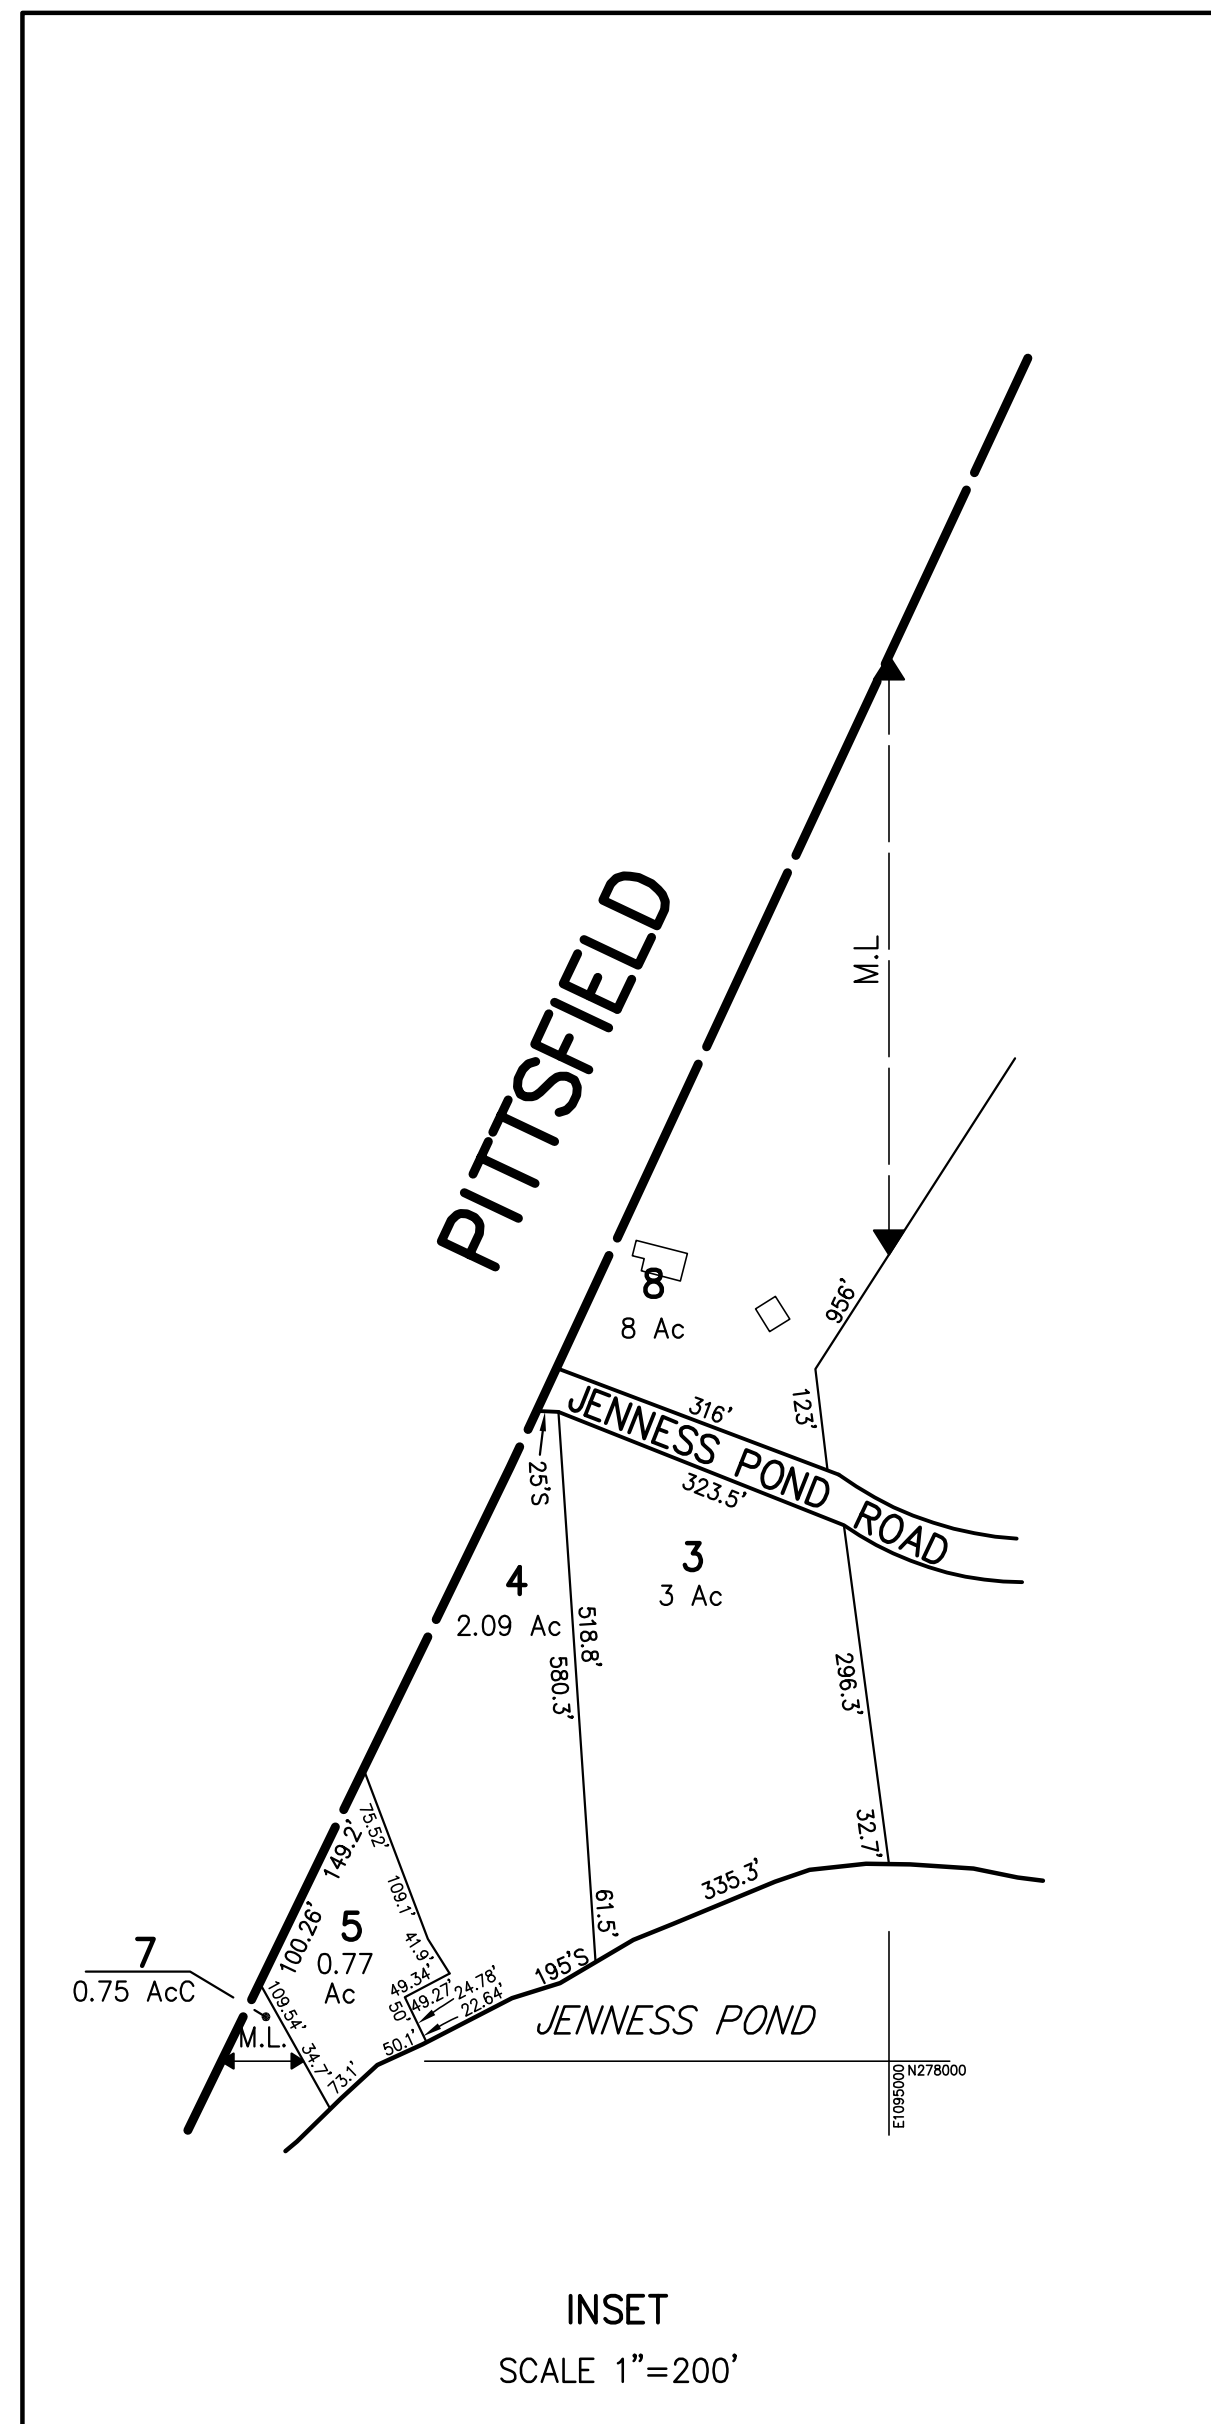 PITTSFIELD
M.L
8
8 Ac
956'
123'
316'
JENNESS POND ROAD
323.5'
25'S
3
3 Ac
4
2.09 Ac
518.8'
580.3'
296.3'
32.7'
75.52'
149.2'
109.1'
335.3'
61.5'
5
0.77
Ac
100.26'
41.9'
7
0.75 AcC
195'S
49.34'
49.27'
24.78'
22.64'
50'
50.1'
109.54'
M.L.
34.7'
73.1'
JENNESS POND
N278000
E1095000
INSET
SCALE 1"=200'